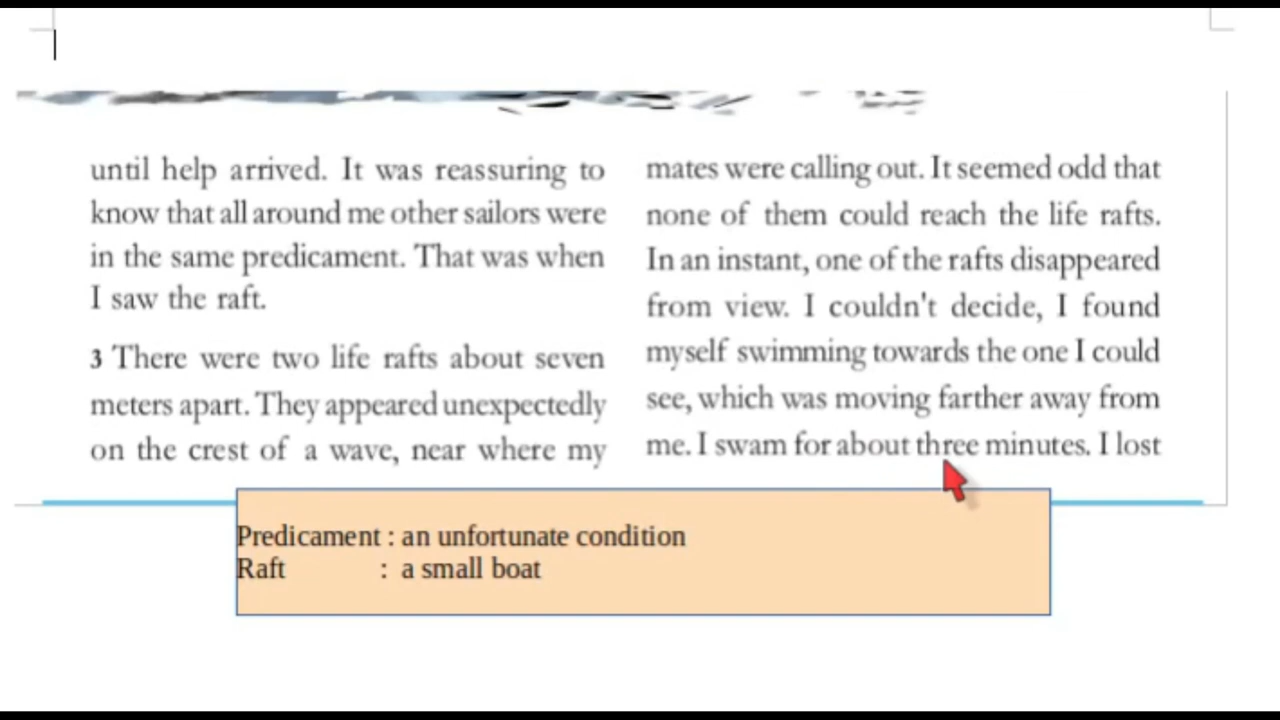 until help arrived. It was reassuring to
know that all around me other sailors were
in the same predicament. That was when
I saw the raft.
3 There were two life rafts about seven
meters apart. They appeared unexpectedly
on the crest of a wave, near where my
mates were calling out. It seemed odd that
none of them could reach the life rafts.
In an instant, one of the rafts disappeared
from view. I couldn't decide, I found
myself swimming towards the one I could
see, which was moving farther away from
me. I swam for about three minutes. I lost
Predicament : an unfortunate condition
Raft : a small boat